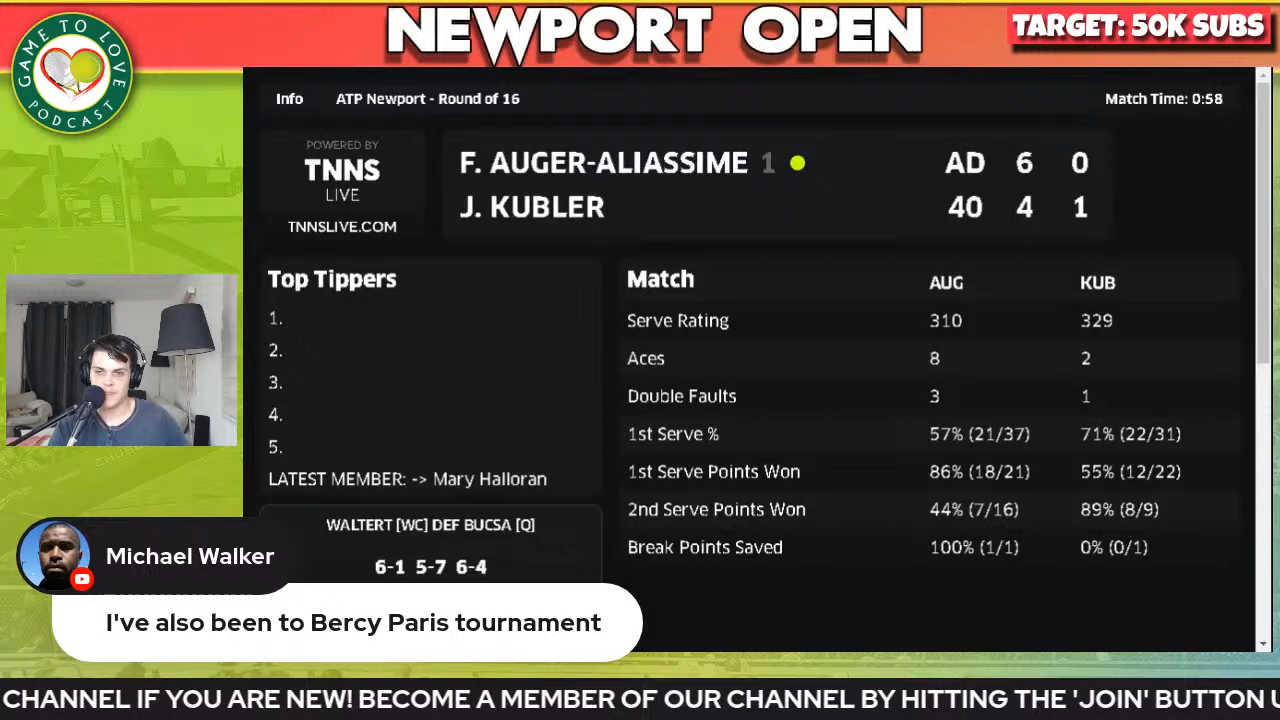 GAME TO LOVE
PODCAST
NEWPORT OPEN
TARGET: 50K SUBS
Info ATP Newport - Round of 16 Match Time: 0:58
POWERED BY
TNNS
LIVE
TNNSLIVE.COM
F. AUGER-ALIASSIME 1 AD 6 0
J. KUBLER 40 4 1
Top Tippers
1.
2.
3.
4.
5.
LATEST MEMBER: -> Mary Halloran
WALTERT [WC] DEF BUCSA [Q]
6-1 5-7 6-4
Match AUG KUB
Serve Rating 310 329
Aces 8 2
Double Faults 3 1
1st Serve % 57% (21/37) 71% (22/31)
1st Serve Points Won 86% (18/21) 55% (12/22)
2nd Serve Points Won 44% (7/16) 89% (8/9)
Break Points Saved 100% (1/1) 0% (0/1)
Michael Walker
I've also been to Bercy Paris tournament
CHANNEL IF YOU ARE NEW! BECOME A MEMBER OF OUR CHANNEL BY HITTING THE 'JOIN' BUTTON U